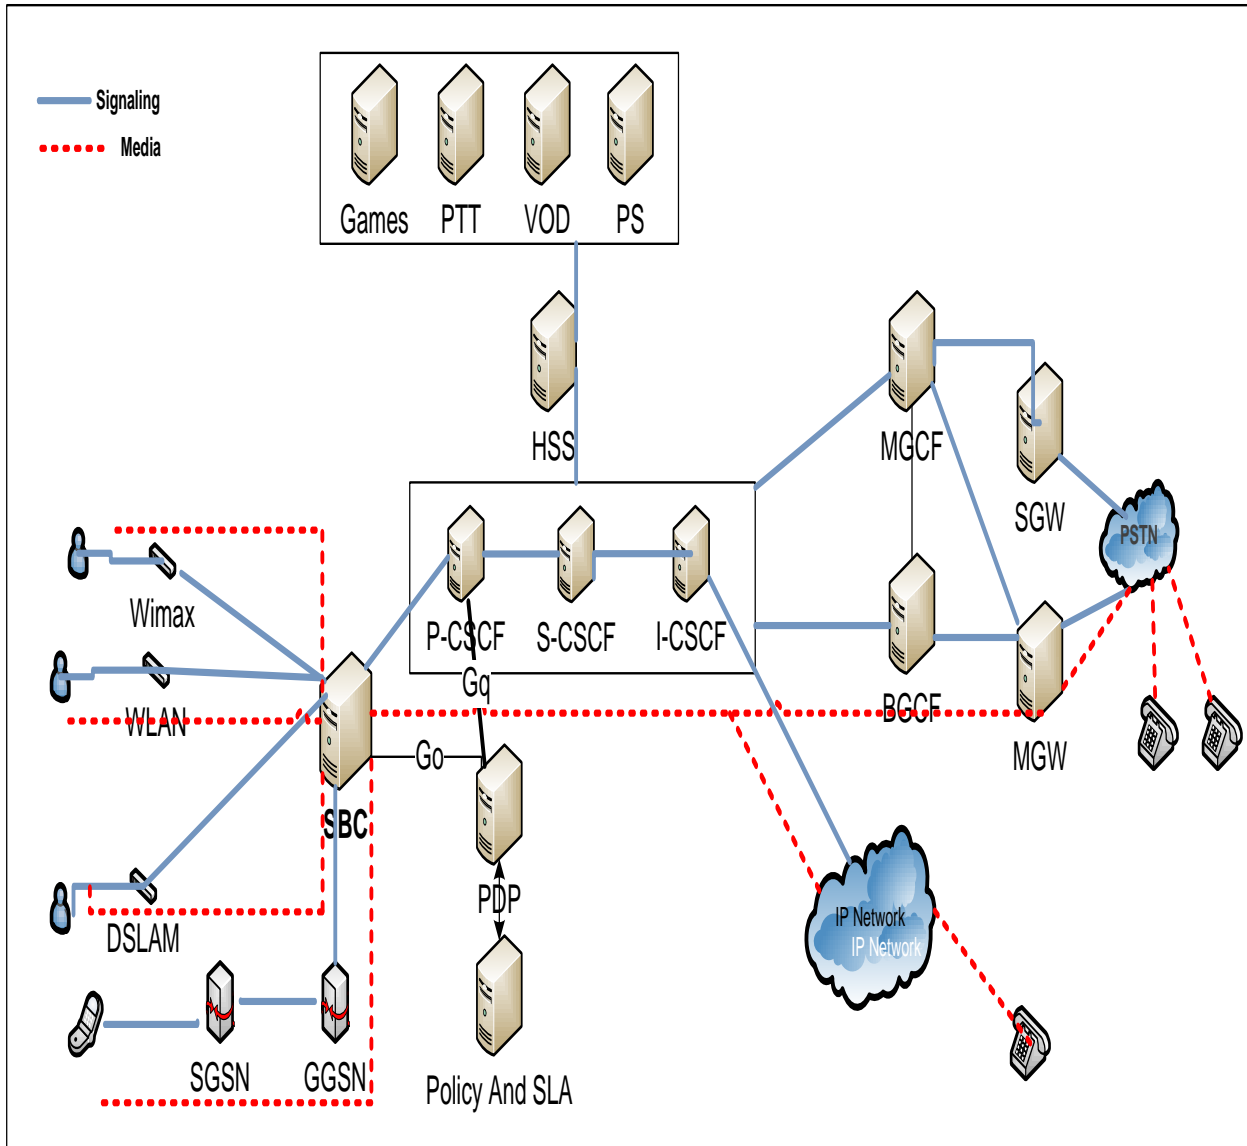 Signaling
Media
Games PTT VOD PS
HSS
MGCF
SGW
PSTN
Wimax
P-CSCF S-CSCF I-CSCF
WLAN
Gq
BGCF
MGW
Go
SBC
PDP
IP Network
IP Network
DSLAM
SGSN GGSN
Policy And SLA